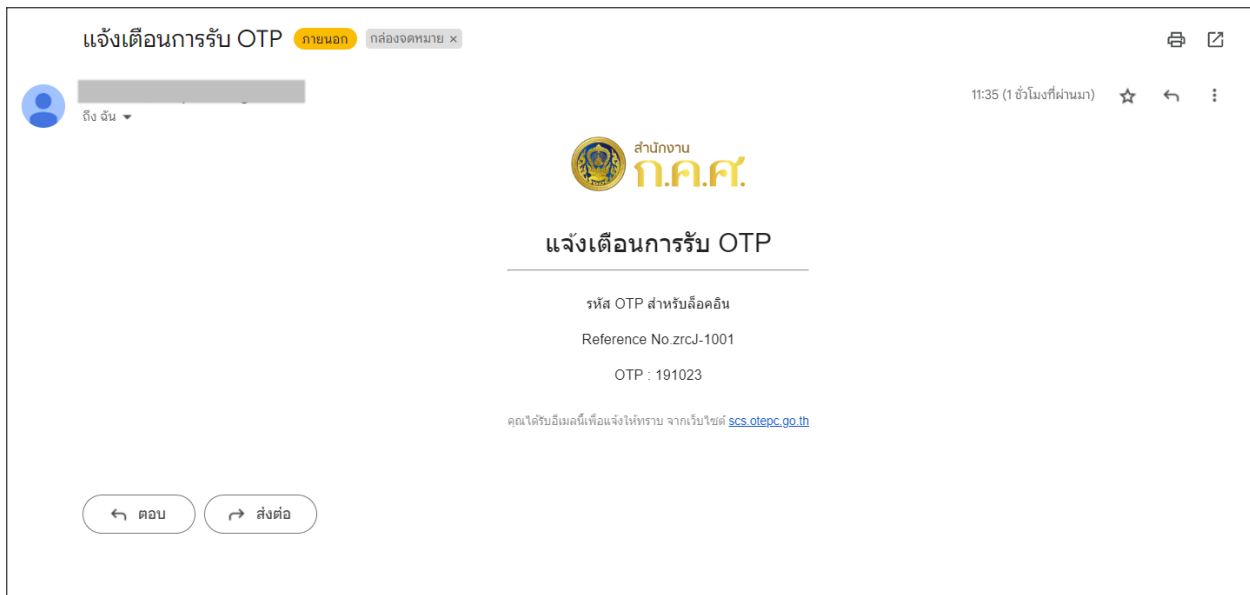 แจ้งเตือนการรับ OTP ภายนอก กล่องจดหมาย ×
11:35 (1 ชั่วโมงที่ผ่านมา)
ถึง ฉัน
สำนักงาน
ก.ค.ศ.
แจ้งเตือนการรับ OTP
รหัส OTP สำหรับล็อคอิน
Reference No.zrcJ-1001
OTP : 191023
คุณได้รับอีเมลนี้เพื่อแจ้งให้ทราบ จากเว็บไซต์ scs.otepc.go.th
ตอบ ส่งต่อ